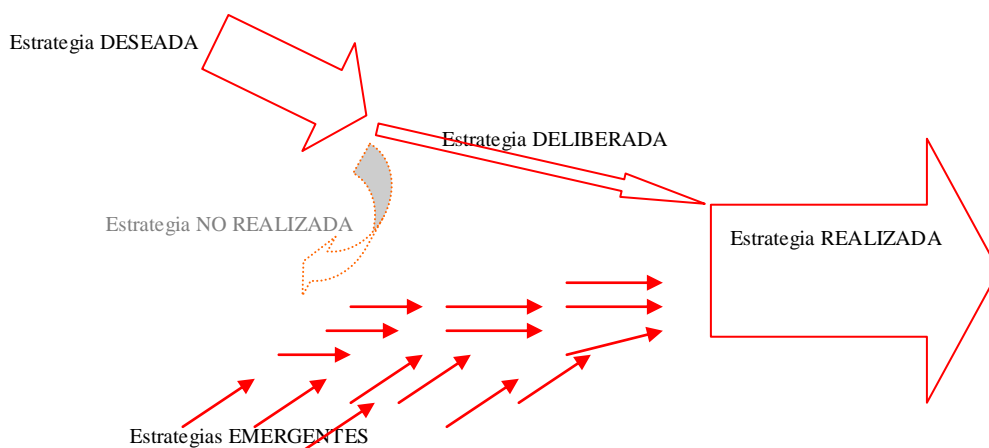 Estrategia DESEADA
Estrategia DELIBERADA
Estrategia NO REALIZADA
Estrategia REALIZADA
Estrategias EMERGENTES